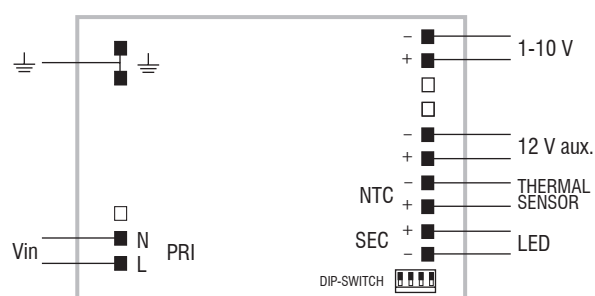 –
1-10 V
+
–
12 V aux.
+
NTC – THERMAL
+ SENSOR
SEC +
– LED
Vin N PRI
L
DIP-SWITCH